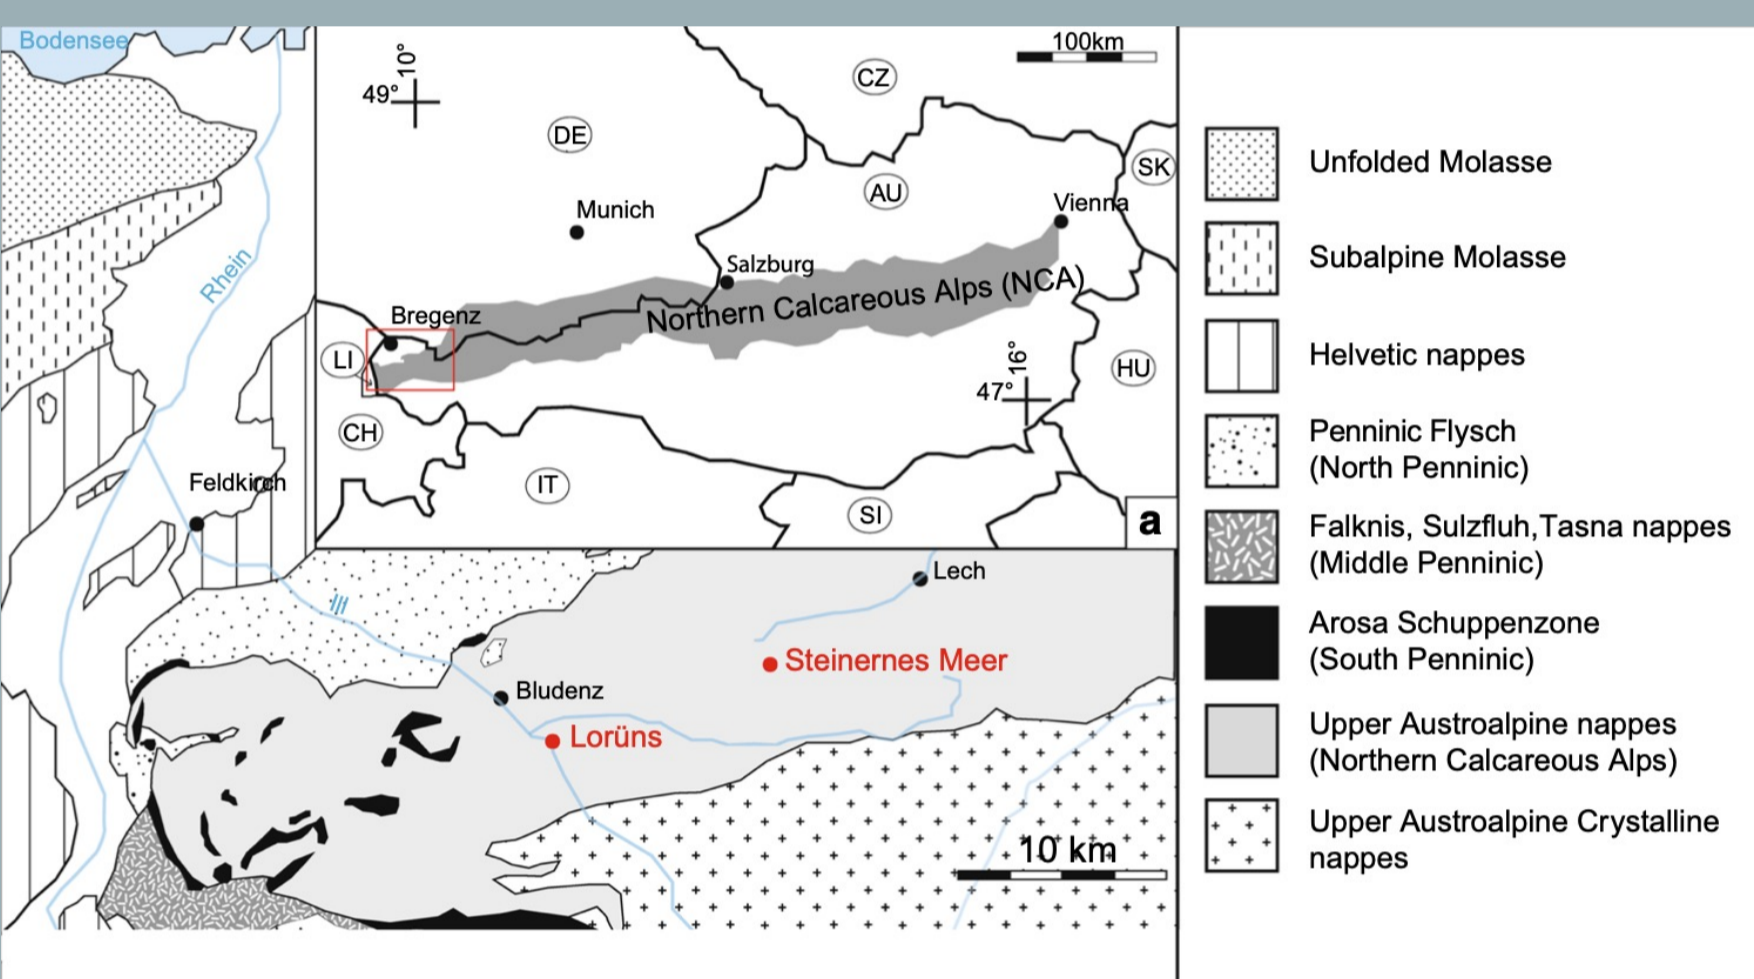 Bodensee
Rhein
Feldkirch
Ill
Bludenz
Lorüns
Steinernes Meer
Lech
10 km
100km
10°
49°
CZ
DE
SK
AU
Munich
Vienna
Salzburg
Northern Calcareous Alps (NCA)
Bregenz
LI
16°
47°
HU
CH
IT
SI
a
Unfolded Molasse
Subalpine Molasse
Helvetic nappes
Penninic Flysch
(North Penninic)
Falknis, Sulzfluh,Tasna nappes
(Middle Penninic)
Arosa Schuppenzone
(South Penninic)
Upper Austroalpine nappes
(Northern Calcareous Alps)
Upper Austroalpine Crystalline
nappes